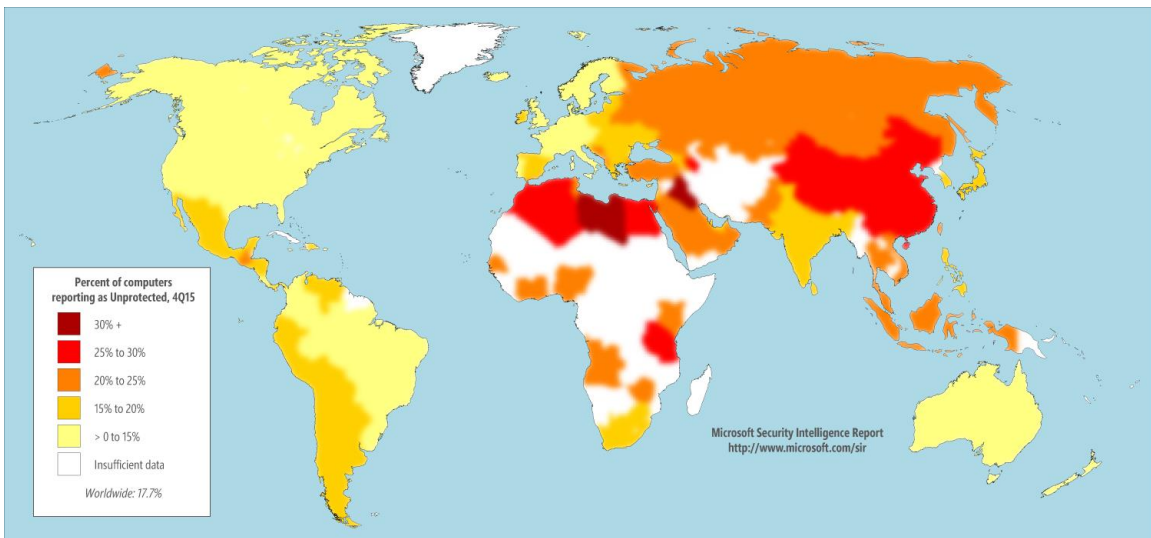 Percent of computers
reporting as Unprotected, 4Q15
30% +
25% to 30%
20% to 25%
15% to 20%
> 0 to 15%
Insufficient data
Worldwide: 17.7%
Microsoft Security Intelligence Report
http://www.microsoft.com/sir